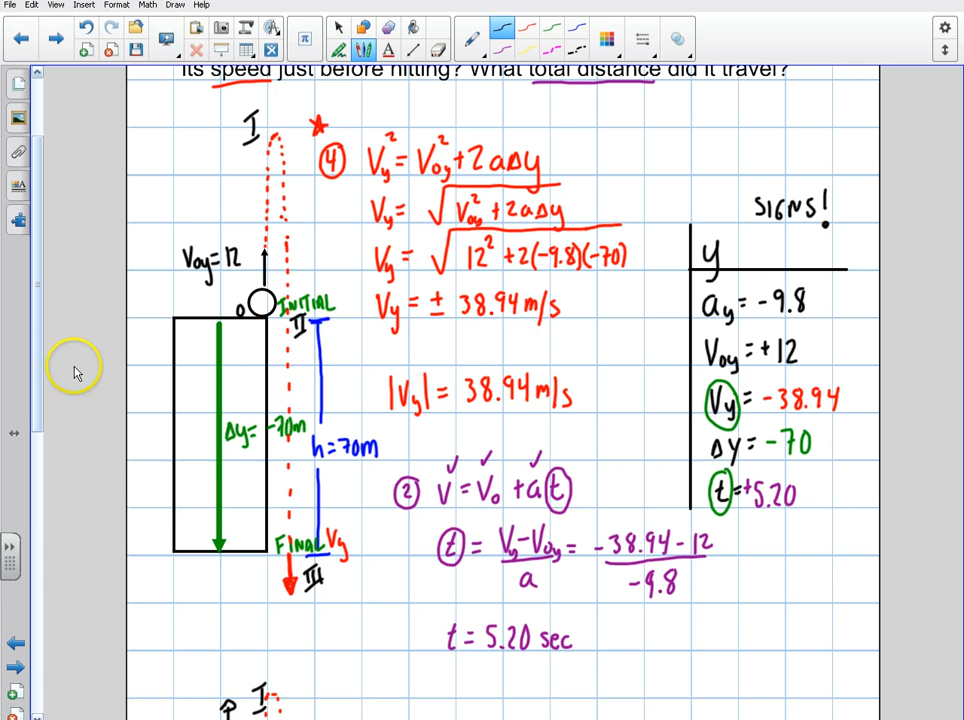 File Edit View Insert Format Math Draw Help
π
Its speed just before hitting? What total distance did it travel?
I
④ Vy² = Voy² + 2aΔy
Vy = √Voy² + 2aΔy
Vy = √12² + 2(-9.8)(-70)
Vy = ± 38.94 m/s
|Vy| = 38.94 m/s
Voy = 12
0 INITIAL
II
Δy = -70m
h = 70m
FINAL Vy
III
② v = v₀ + a t
t = Vy - Voy / a = -38.94 - 12 / -9.8
t = 5.20 sec
SIGNS!
y
ay = -9.8
Voy = +12
Vy = -38.94
Δy = -70
t = +5.20
I